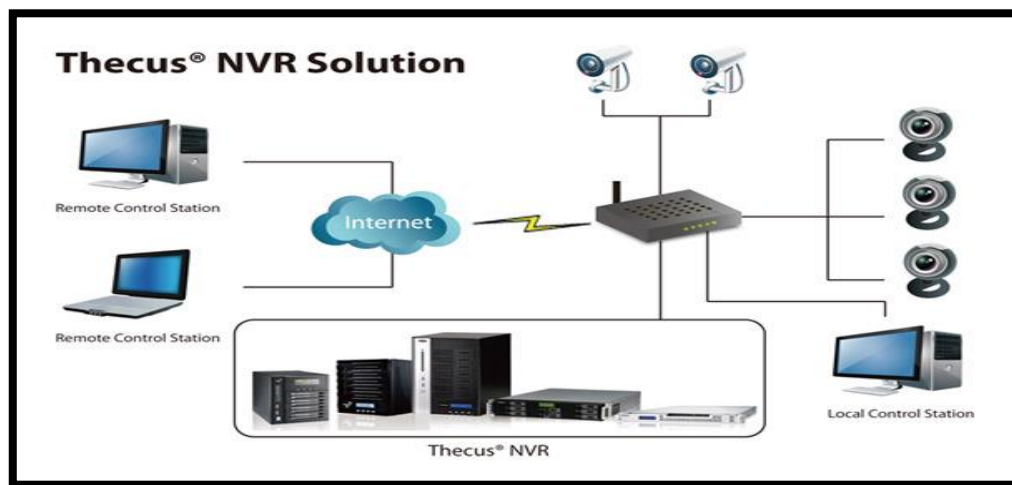 Thecus® NVR Solution
Remote Control Station
Internet
Remote Control Station
Local Control Station
Thecus® NVR